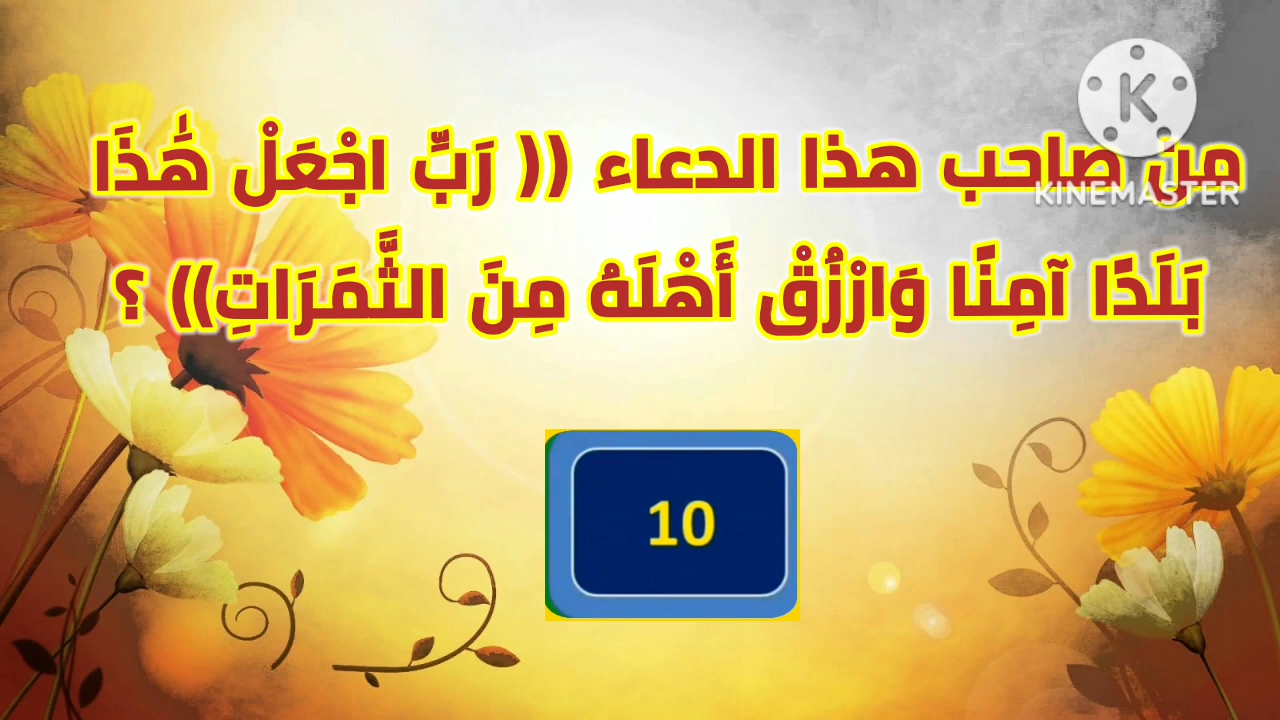 من صاحب هذا الدعاء (( رَبِّ اجْعَلْ هَٰذَا
بَلَدًا آمِنًا وَارْزُقْ أَهْلَهُ مِنَ الثَّمَرَاتِ)) ؟
K
KINEMASTER
10